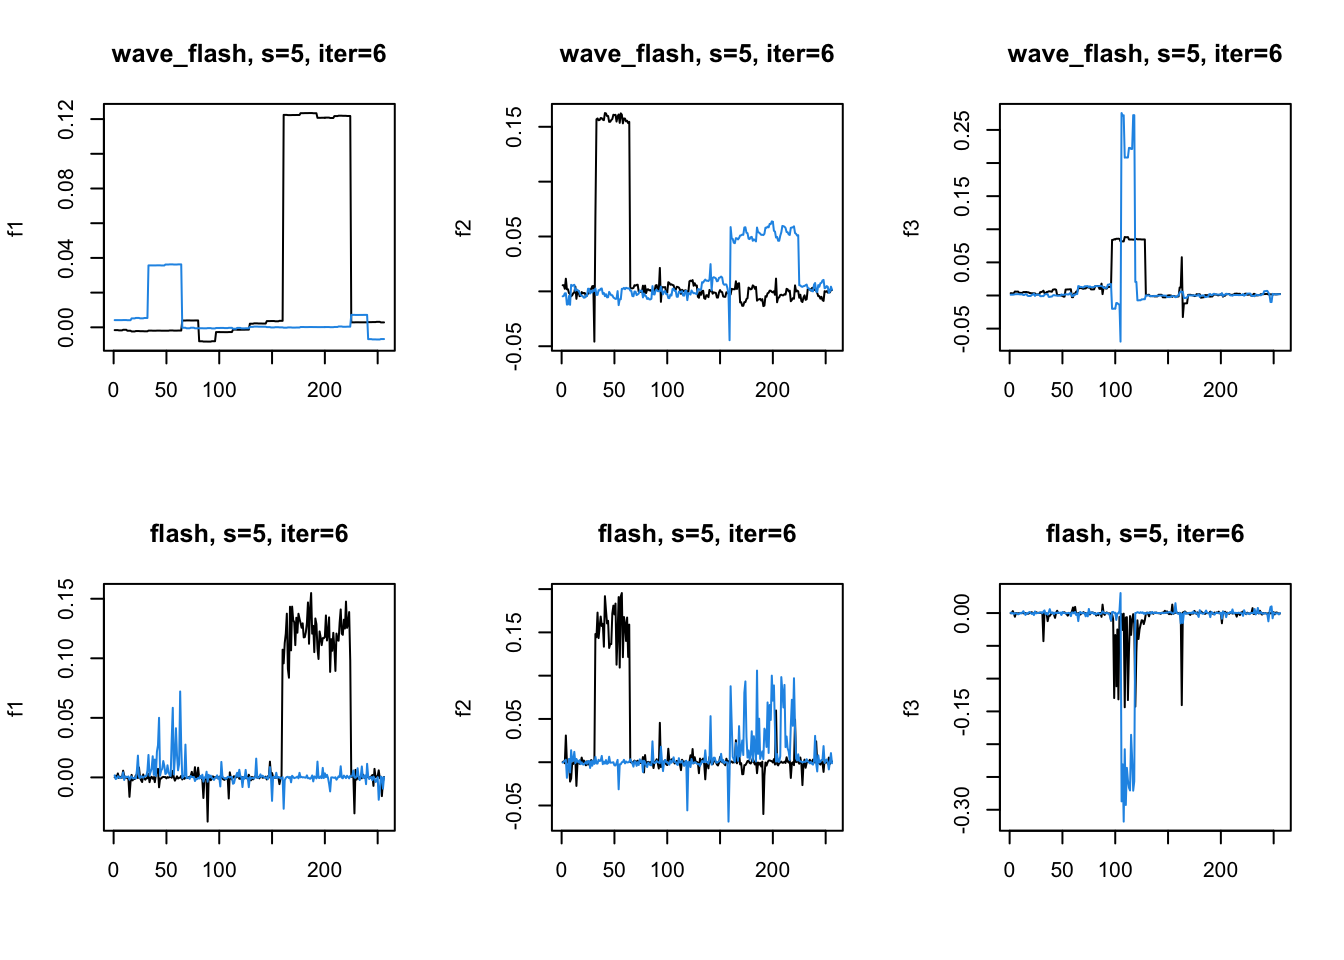 wave_flash, s=5, iter=6
f1
0.00 0.04 0.08 0.12
0 50 100 200
wave_flash, s=5, iter=6
f2
-0.05 0.05 0.15
0 50 100 200
wave_flash, s=5, iter=6
f3
-0.05 0.05 0.15 0.25
0 50 100 200
flash, s=5, iter=6
f1
0.00 0.05 0.10 0.15
0 50 100 200
flash, s=5, iter=6
f2
-0.05 0.05 0.15
0 50 100 200
flash, s=5, iter=6
f3
-0.30 -0.15 0.00
0 50 100 200